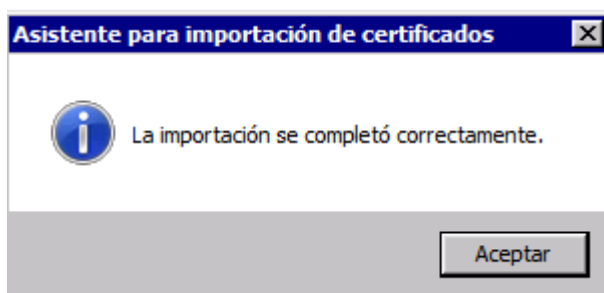 Asistente para importación de certificados
La importación se completó correctamente.
Aceptar